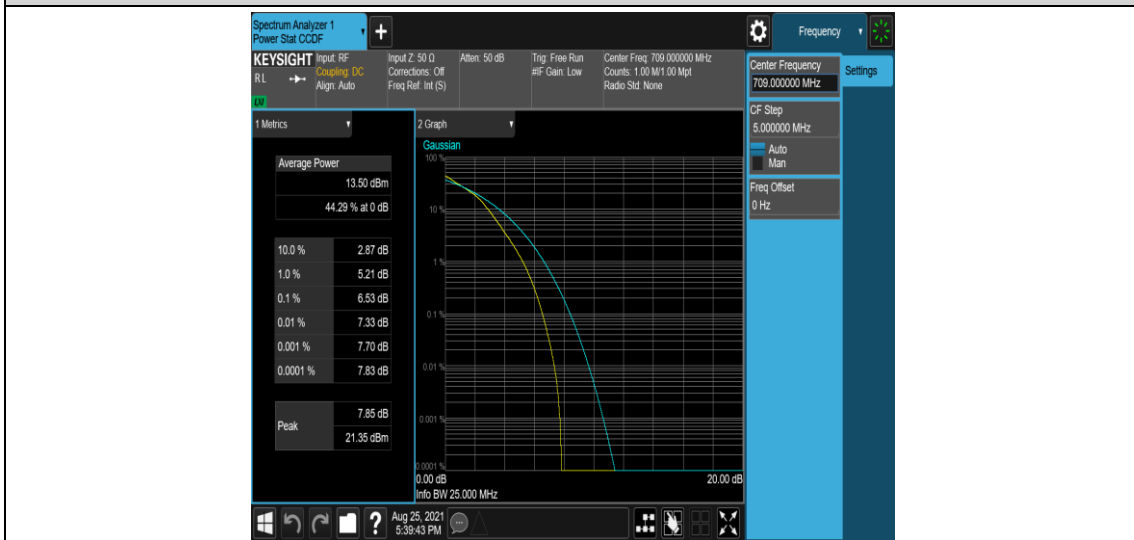 Spectrum Analyzer 1
Power Stat CCDF
+
Frequency
KEYSIGHT
RL
LXI
Input: RF
Coupling: DC
Align: Auto
Input Z: 50 Ω
Corrections: Off
Freq Ref: Int (S)
Atten: 50 dB
Trig: Free Run
#IF Gain: Low
Center Freq: 709.000000 MHz
Counts: 1.00 M/1.00 Mpt
Radio Std: None
Center Frequency
709.000000 MHz
Settings
CF Step
5.000000 MHz
Auto
Man
Freq Offset
0 Hz
1 Metrics
Average Power
13.50 dBm
44.29 % at 0 dB
10.0 % 2.87 dB
1.0 % 5.21 dB
0.1 % 6.53 dB
0.01 % 7.33 dB
0.001 % 7.70 dB
0.0001 % 7.83 dB
Peak
7.85 dB
21.35 dBm
2 Graph
Gaussian
100 %
10 %
1 %
0.1 %
0.01 %
0.001 %
0.0001 %
0.00 dB 20.00 dB
Info BW 25.000 MHz
?
Aug 25, 2021
5:39:43 PM